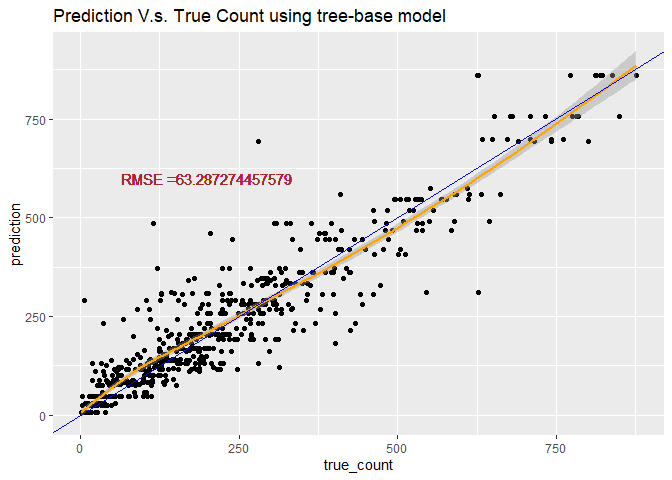 Prediction V.s. True Count using tree-base model
750
RMSE =63.287274457579
500
prediction
250
0
0 250 500 750
true_count